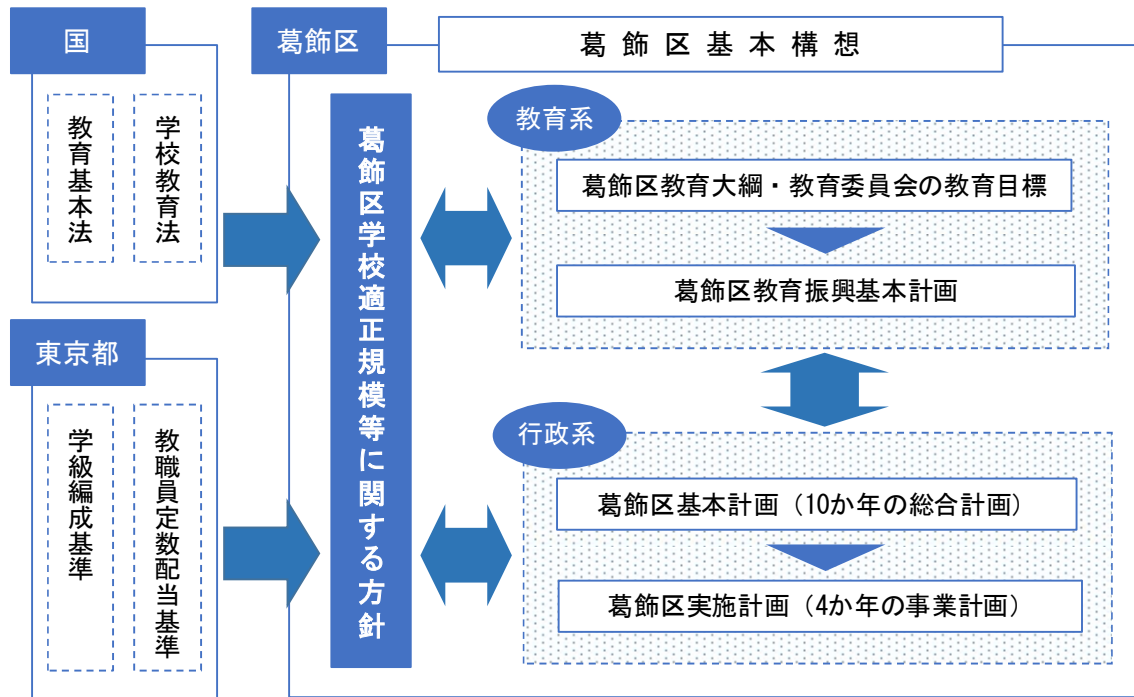 国
教育基本法
学校教育法
東京都
学級編成基準
教職員定数配当基準
葛飾区
葛飾区基本構想
葛飾区学校適正規模等に関する方針
教育系
葛飾区教育大綱・教育委員会の教育目標
葛飾区教育振興基本計画
行政系
葛飾区基本計画（10か年の総合計画）
葛飾区実施計画（4か年の事業計画）